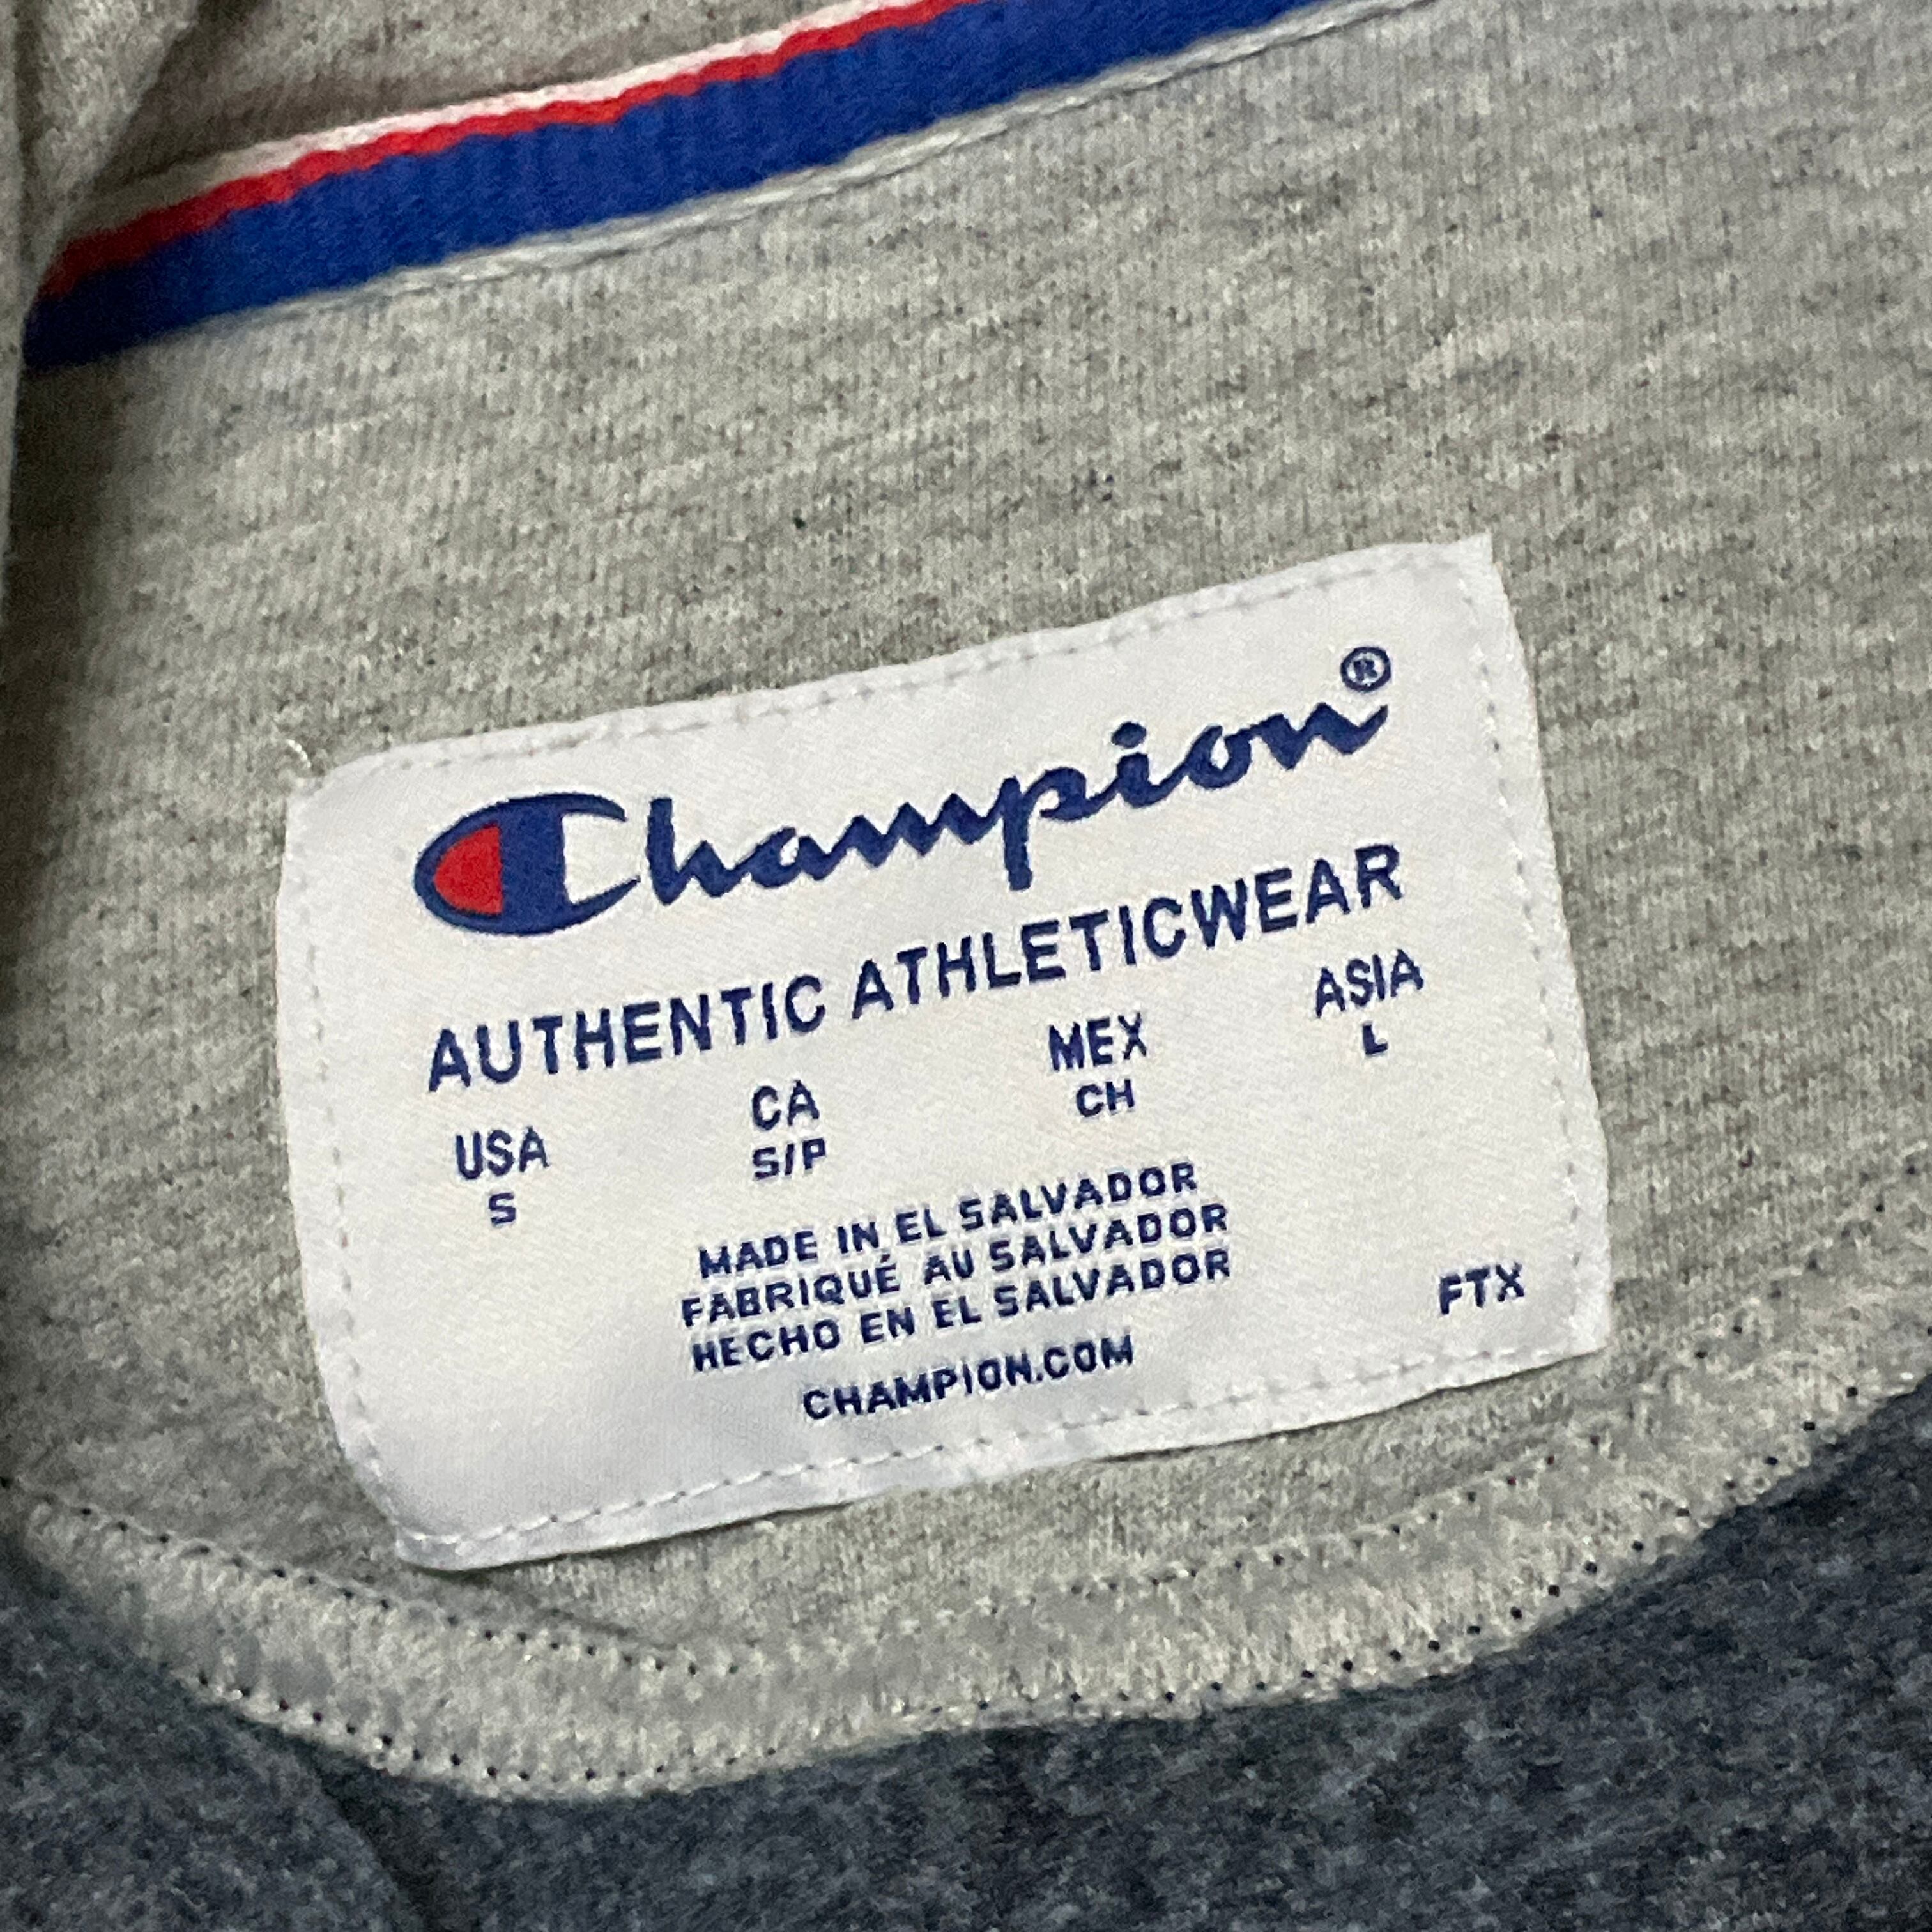 Champion®
AUTHENTIC ATHLETICWEAR
USA CA MEX ASIA
S S/P CH L
MADE IN EL SALVADOR
FABRIQUÉ AU SALVADOR
HECHO EN EL SALVADOR
FTX
CHAMPION.COM